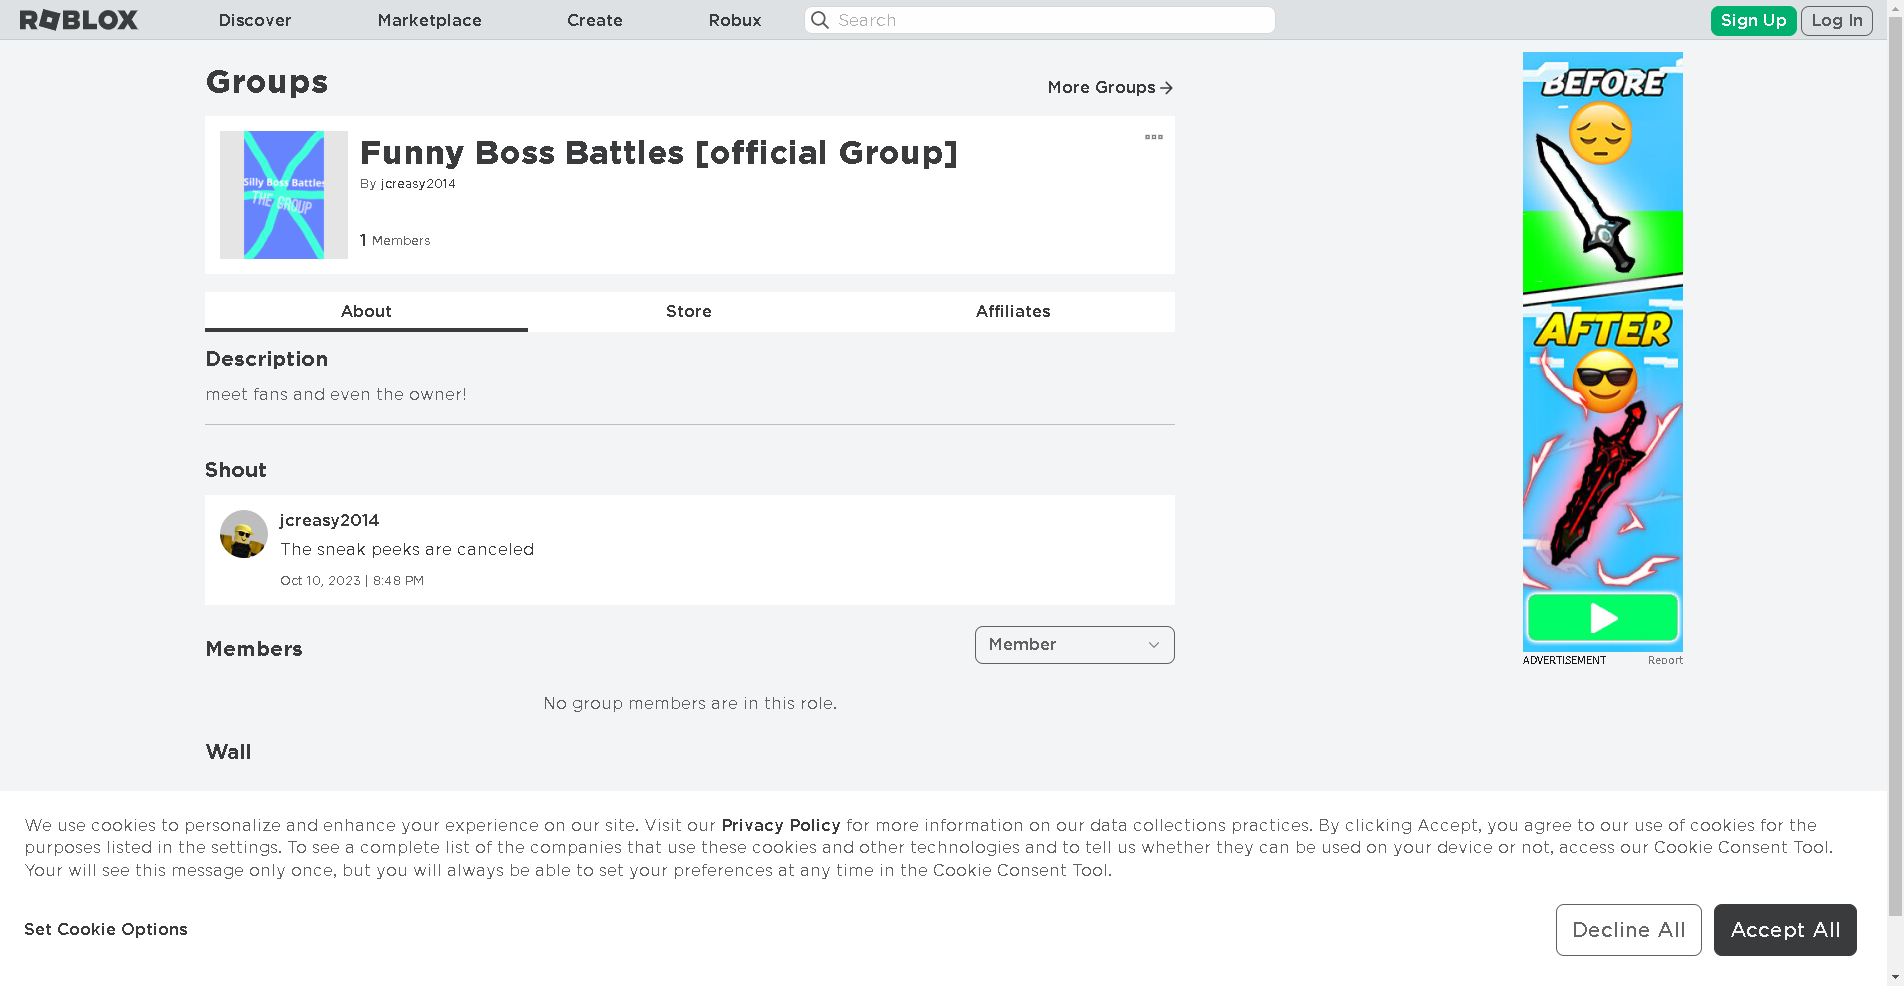 ROBLOX
Discover
Marketplace
Create
Robux
Search
Sign Up
Log In
Groups
More Groups
Silly Boss Battles
THE GROUP
Funny Boss Battles [official Group]
By jcreasy2014
1 Members
About
Store
Affiliates
Description
meet fans and even the owner!
Shout
jcreasy2014
The sneak peeks are canceled
Oct 10, 2023 | 8:48 PM
Members
Member
No group members are in this role.
Wall
BEFORE
AFTER
ADVERTISEMENT
Report
We use cookies to personalize and enhance your experience on our site. Visit our Privacy Policy for more information on our data collections practices. By clicking Accept, you agree to our use of cookies for the
purposes listed in the settings. To see a complete list of the companies that use these cookies and other technologies and to tell us whether they can be used on your device or not, access our Cookie Consent Tool.
Your will see this message only once, but you will always be able to set your preferences at any time in the Cookie Consent Tool.
Set Cookie Options
Decline All
Accept All